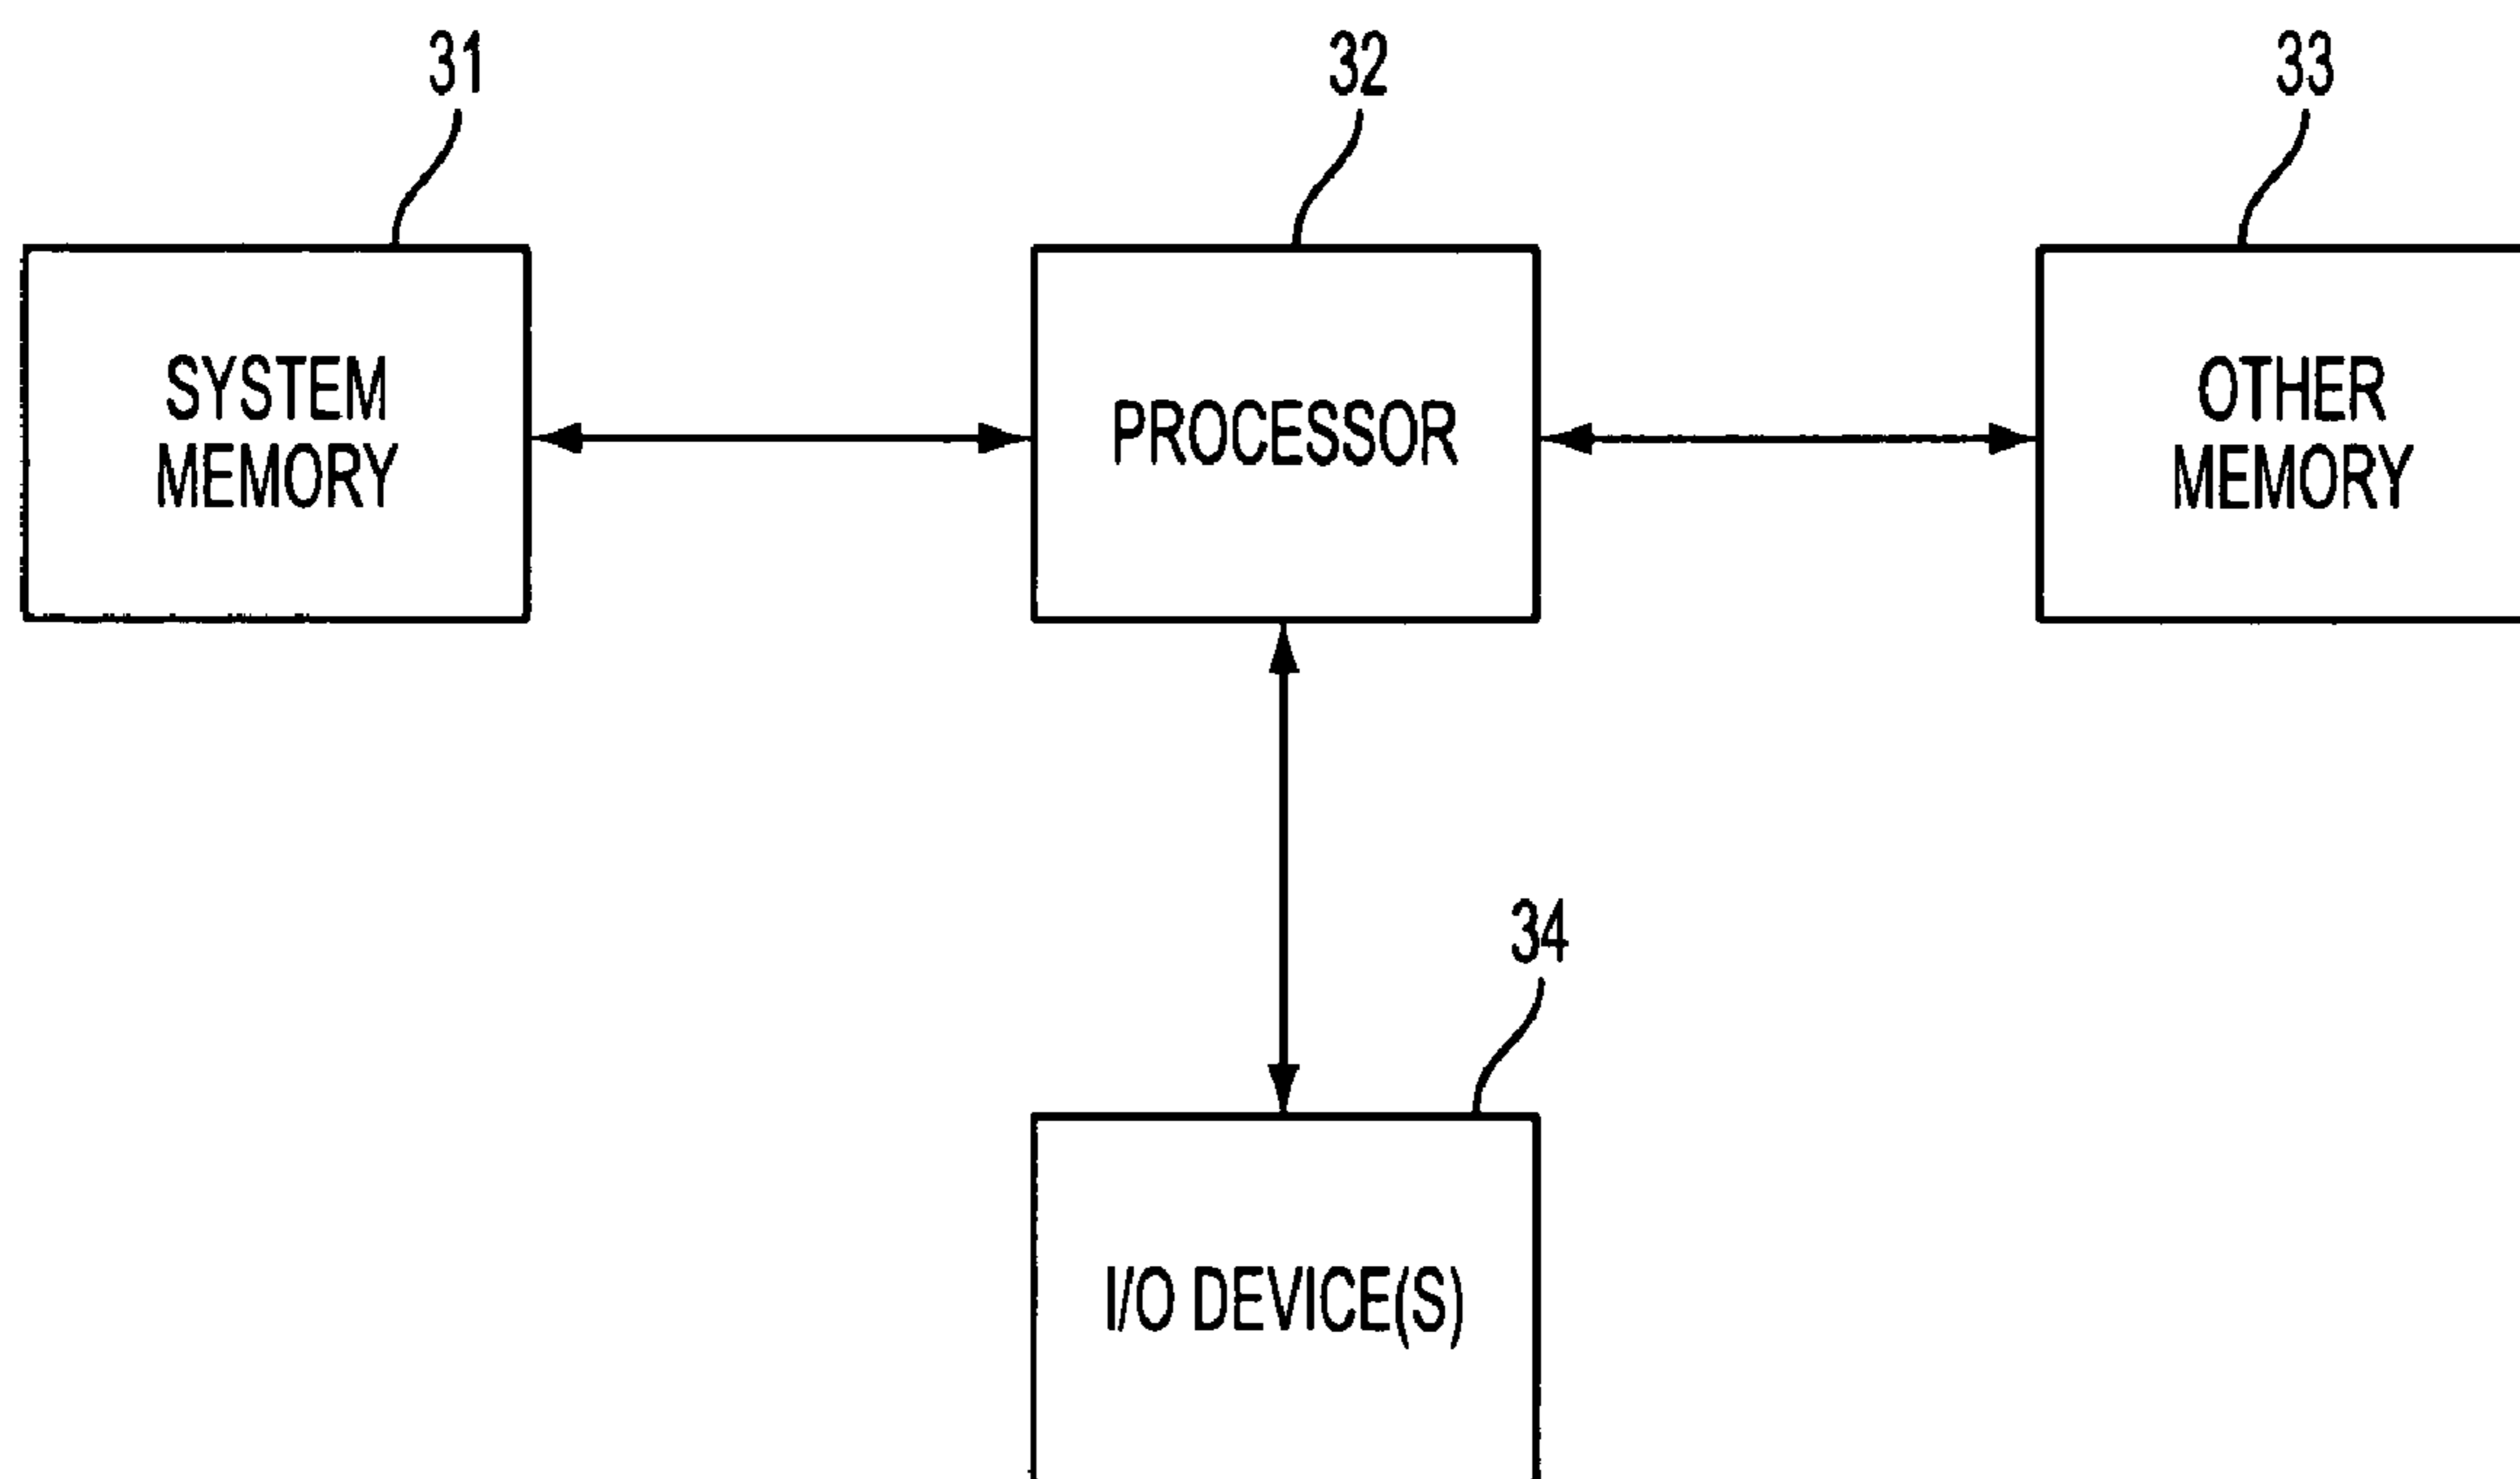 31
32
33
SYSTEM
MEMORY
PROCESSOR
OTHER
MEMORY
34
I/O DEVICE(S)